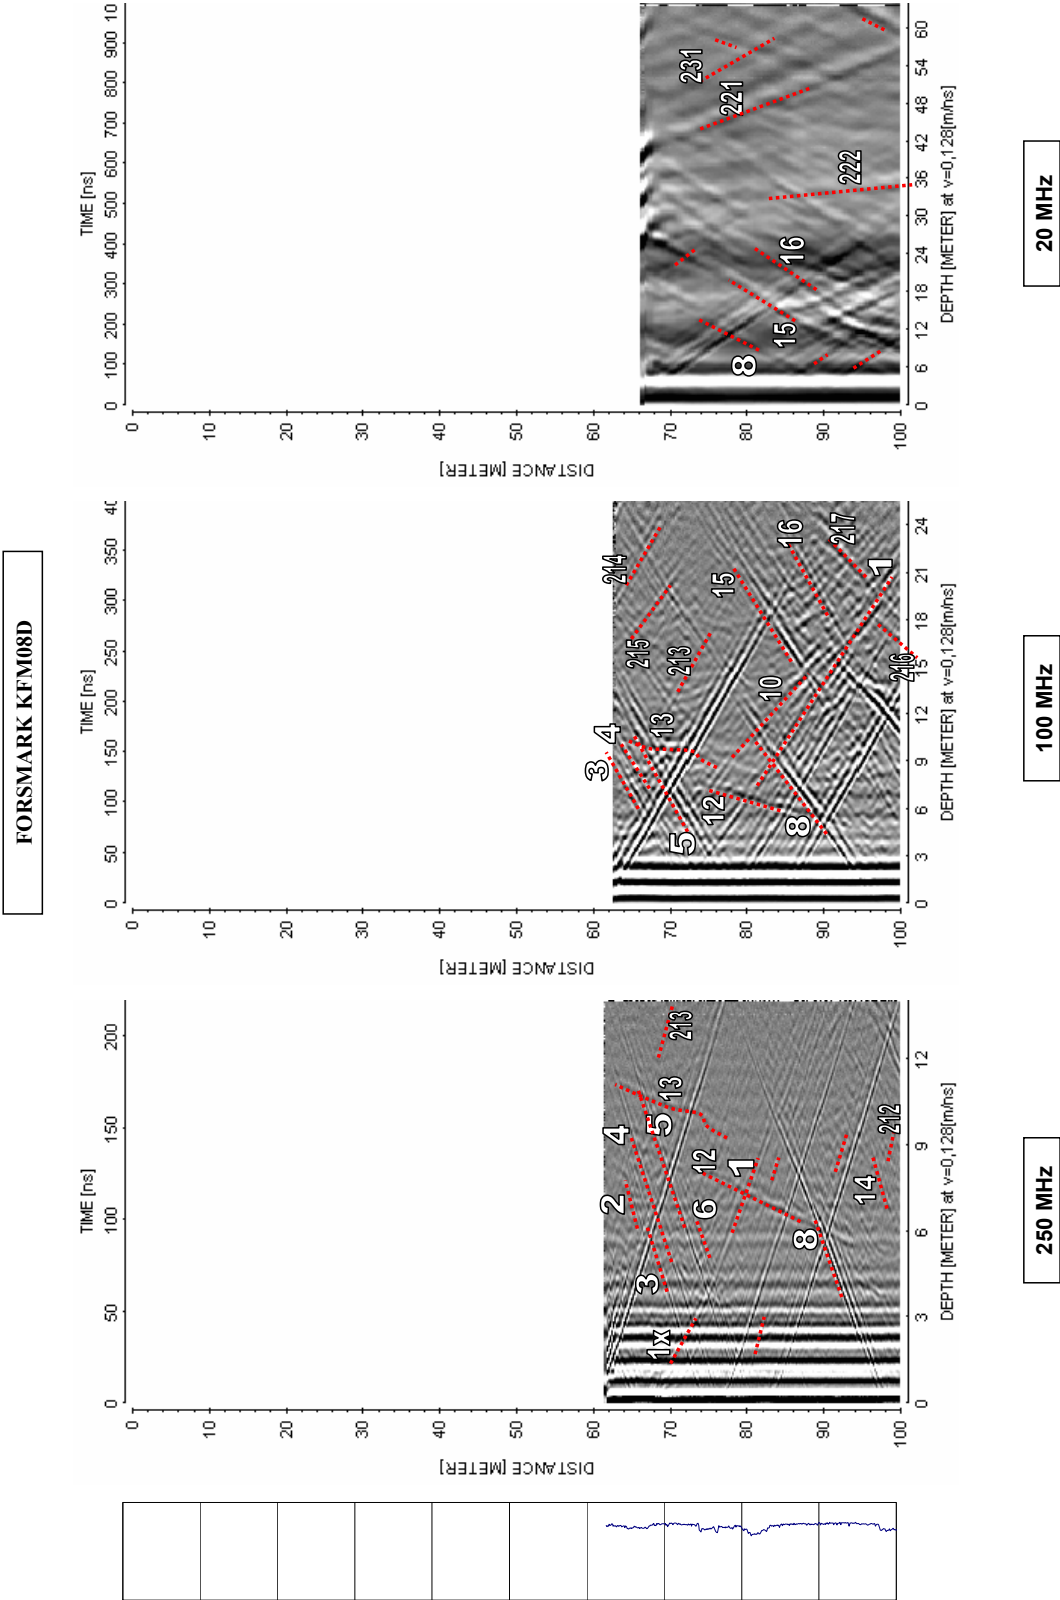 FORSMARK KFM08D
TIME [ns]
0 100 200 300 400 500 600 700 800 900 10
0 10 20 30 40 50 60 70 80 90 100
DISTANCE [METER]
231
221
222
16
15
8
0 6 12 18 24 30 36 42 48 54 60
DEPTH [METER] at v=0,128[m/ns]
20 MHz
TIME [ns]
0 50 100 150 200 250 300 350 40
0 10 20 30 40 50 60 70 80 90 100
DISTANCE [METER]
214
215
213
15
16
217
1
216
10
13
4
3
12
5
8
0 3 6 9 12 15 18 21 24
DEPTH [METER] at v=0,128[m/ns]
100 MHz
TIME [ns]
0 50 100 150 200
0 10 20 30 40 50 60 70 80 90 100
DISTANCE [METER]
213
13
5
4
12
1
2
6
212
14
8
3
1x
0 3 6 9 12
DEPTH [METER] at v=0,128[m/ns]
250 MHz